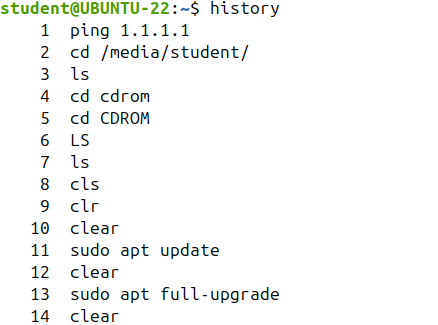 student@UBUNTU-22:~$ history
1 ping 1.1.1.1
2 cd /media/student/
3 ls
4 cd cdrom
5 cd CDROM
6 LS
7 ls
8 cls
9 clr
10 clear
11 sudo apt update
12 clear
13 sudo apt full-upgrade
14 clear